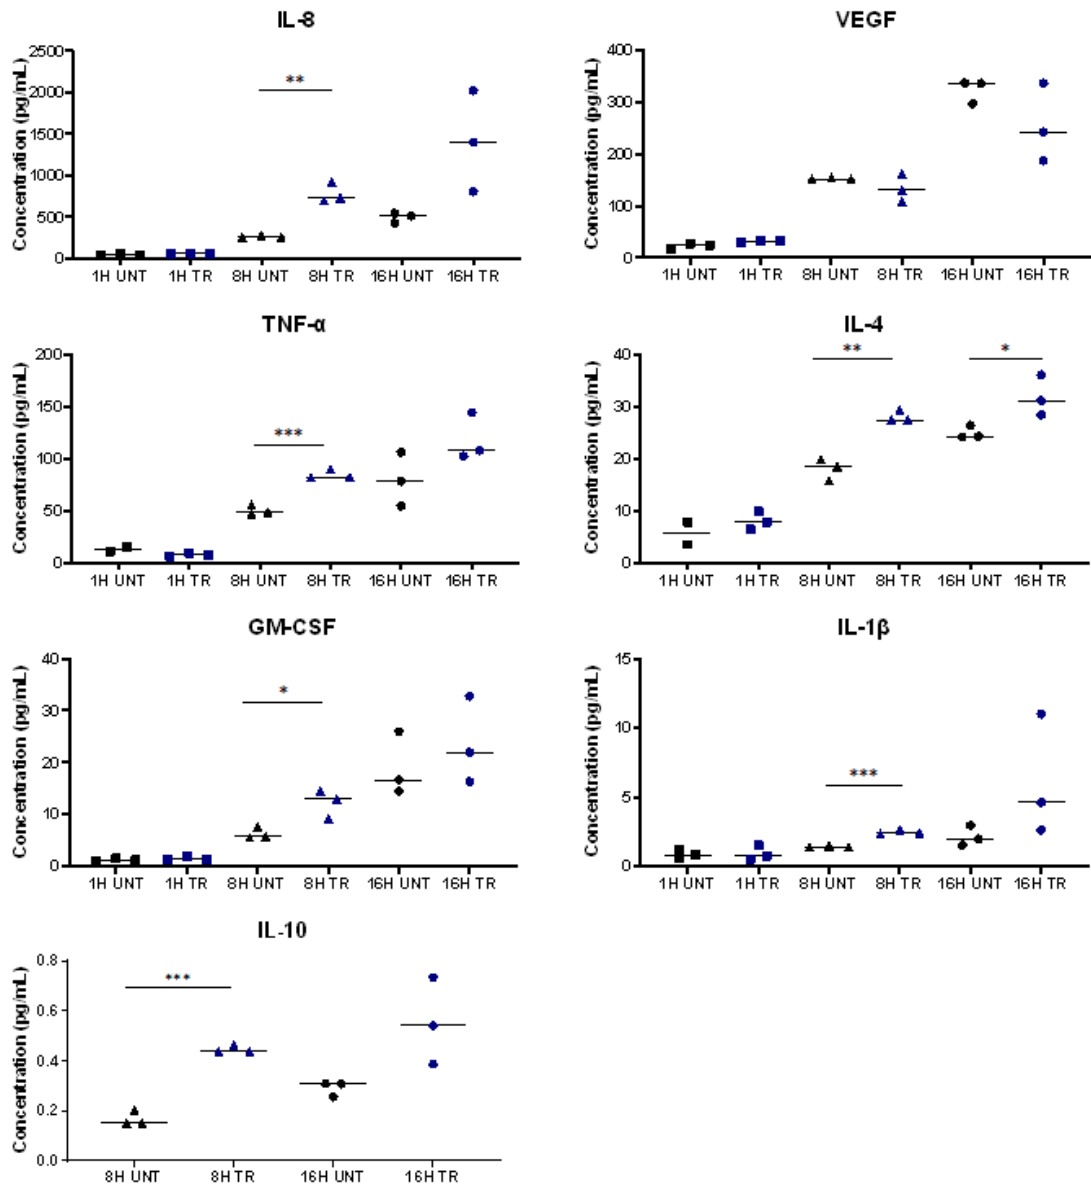 IL-8
Concentration (pg/mL)
2500
2000
1500
1000
500
0
**
1H UNT 1H TR 8H UNT 8H TR 16H UNT 16H TR
VEGF
Concentration (pg/mL)
400
300
200
100
0
1H UNT 1H TR 8H UNT 8H TR 16H UNT 16H TR
TNF-α
Concentration (pg/mL)
200
150
100
50
0
***
1H UNT 1H TR 8H UNT 8H TR 16H UNT 16H TR
IL-4
Concentration (pg/mL)
40
30
20
10
0
** *
1H UNT 1H TR 8H UNT 8H TR 16H UNT 16H TR
GM-CSF
Concentration (pg/mL)
40
30
20
10
0
*
1H UNT 1H TR 8H UNT 8H TR 16H UNT 16H TR
IL-1β
Concentration (pg/mL)
15
10
5
0
***
1H UNT 1H TR 8H UNT 8H TR 16H UNT 16H TR
IL-10
Concentration (pg/mL)
0.8
0.6
0.4
0.2
0.0
***
8H UNT 8H TR 16H UNT 16H TR